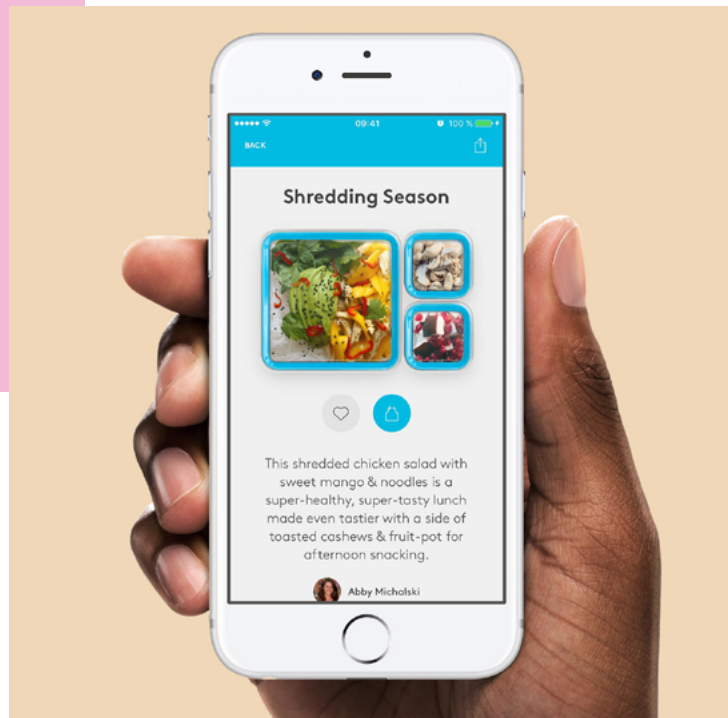 09:41
100 %
BACK
Shredding Season
This shredded chicken salad with
sweet mango & noodles is a
super-healthy, super-tasty lunch
made even tastier with a side of
toasted cashews & fruit-pot for
afternoon snacking.
Abby Michalski